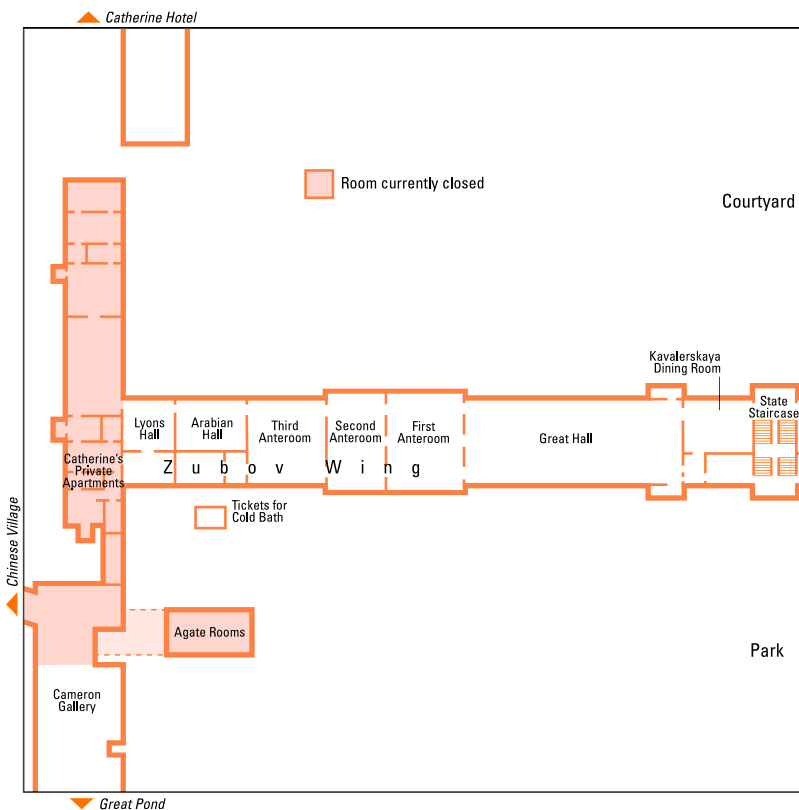 Catherine Hotel
Room currently closed
Courtyard
Kavalerskaya
Dining Room
State
Staircase
Lyons
Hall
Arabian
Hall
Third
Anteroom
Second
Anteroom
First
Anteroom
Great Hall
Catherine's
Private
Apartments
Zubov Wing
Tickets for
Cold Bath
Chinese Village
Agate Rooms
Park
Cameron
Gallery
Great Pond